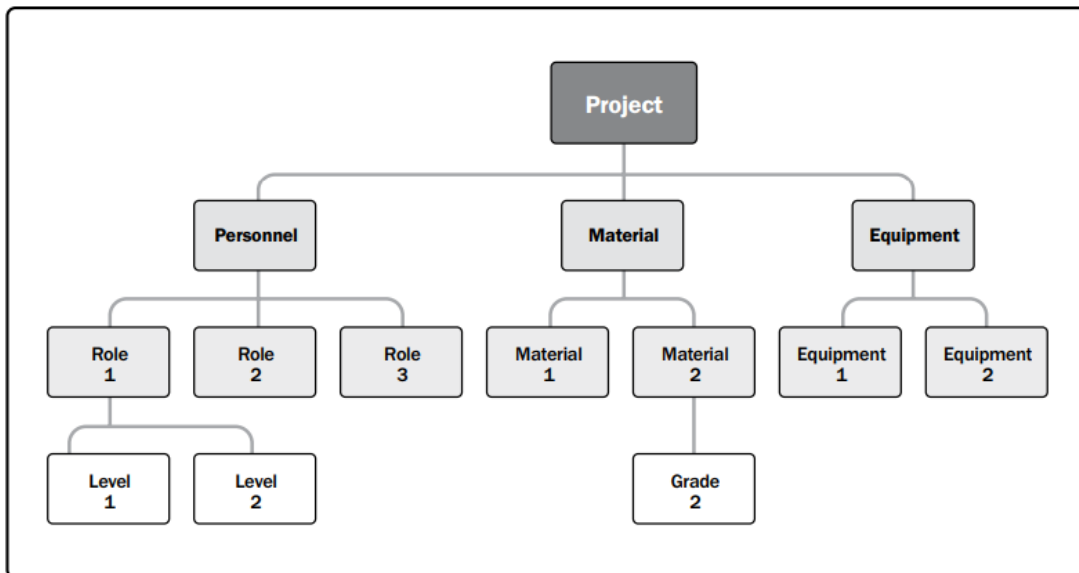 Project
Personnel
Material
Equipment
Role
1
Role
2
Role
3
Material
1
Material
2
Equipment
1
Equipment
2
Level
1
Level
2
Grade
2